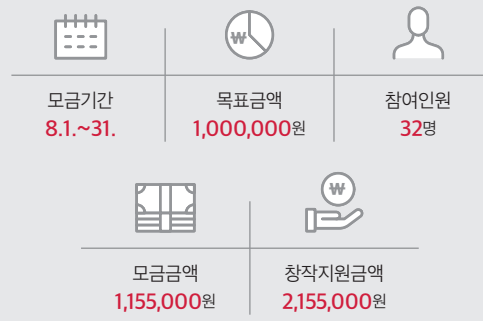 ₩
모금기간 목표금액 참여인원
8.1.~31. 1,000,000원 32명
₩
모금금액 창작지원금액
1,155,000원 2,155,000원